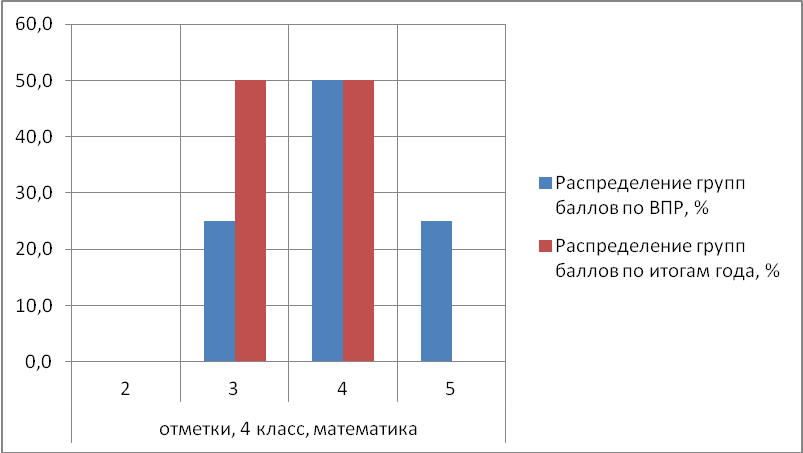 60,0
50,0
40,0
30,0
20,0
10,0
0,0
2 3 4 5
отметки, 4 класс, математика
Распределение групп
баллов по ВПР, %
Распределение групп
баллов по итогам года, %